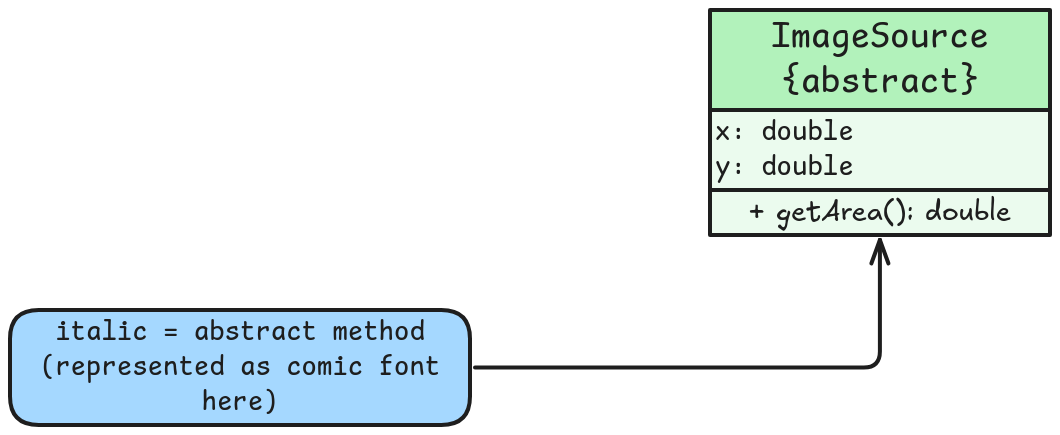 ImageSource
{abstract}
x: double
y: double
+ getArea(): double
italic = abstract method
(represented as comic font
here)